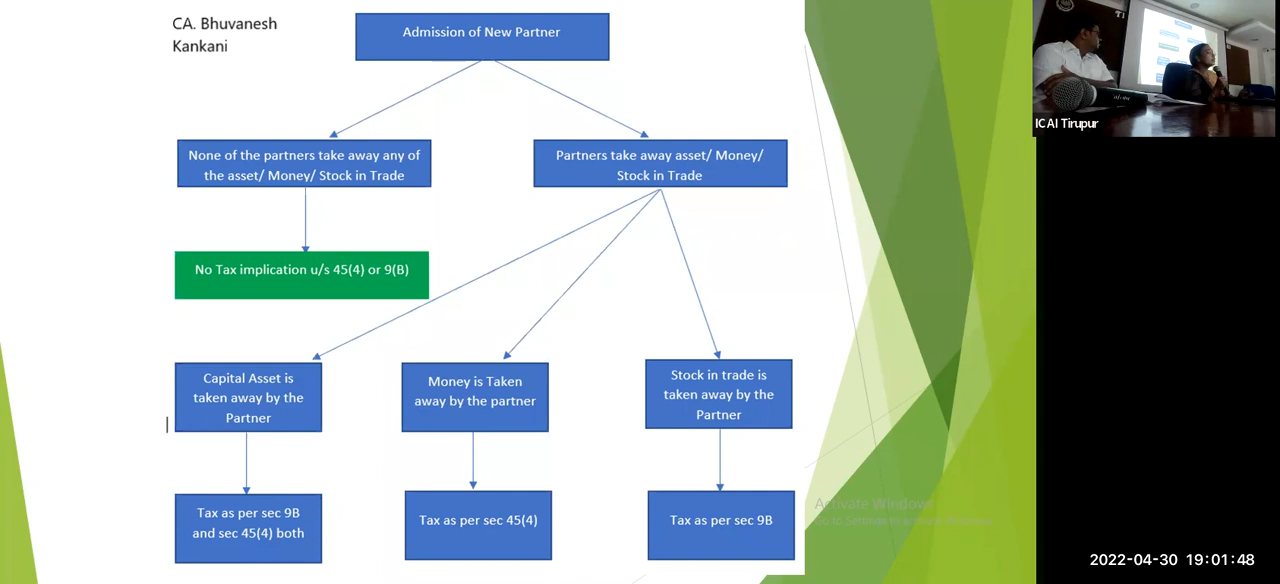 CA. Bhuvanesh
Kankani
Admission of New Partner
None of the partners take away any of
the asset/ Money/ Stock in Trade
Partners take away asset/ Money/
Stock in Trade
No Tax implication u/s 45(4) or 9(B)
Capital Asset is
taken away by the
Partner
Money is Taken
away by the partner
Stock in trade is
taken away by the
Partner
Tax as per sec 9B
and sec 45(4) both
Tax as per sec 45(4)
Tax as per sec 9B
ICAI Tirupur
Activate Windows
2022-04-30 19:01:48